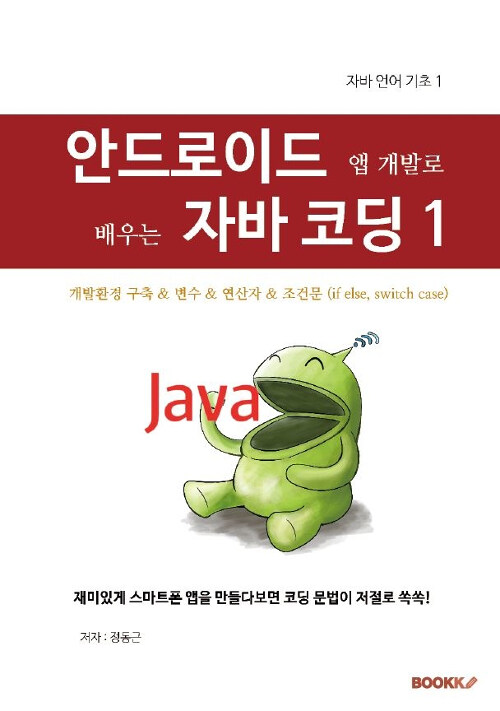 자바 언어 기초 1
안드로이드 앱 개발로
배우는 자바 코딩 1
개발환경 구축 & 변수 & 연산자 & 조건문 (if else, switch case)
Java
재미있게 스마트폰 앱을 만들다보면 코딩 문법이 저절로 쏙쏙!
저자 : 정동근
BOOKK